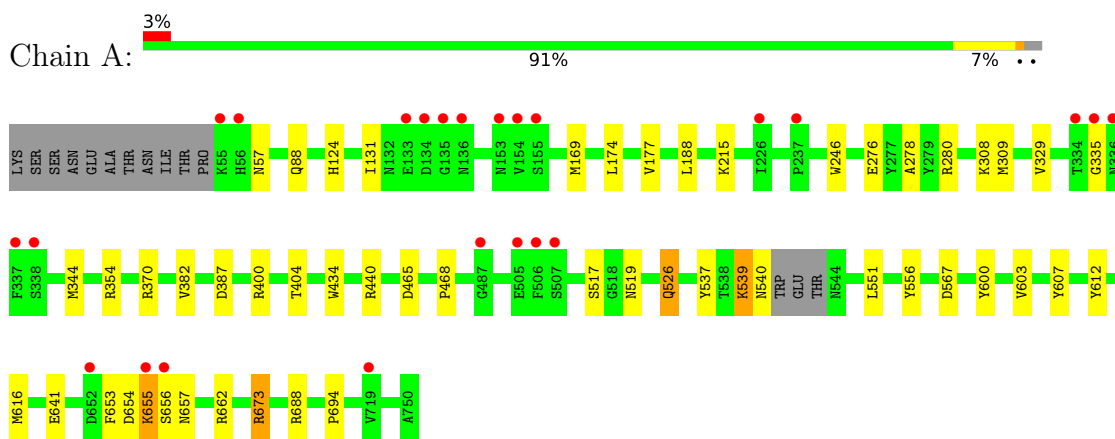 3%
Chain A:
91% 7% • •
LYS SER SER ASN GLU ALA THR ASN ILE THR PRO K55 H56 N57 Q88 H124 I131 N132 E133 D134 G135 N136 N153 V154 S155 M169 L174 V177 L188 K215 I226 P237 W246 E276 Y277 A278 Y279 R280 K308 M309 V329 T334 G335 N336
F337 S338 M344 R354 R370 V382 D387 R400 T404 W434 R440 D465 P468 G487 E505 F506 S507 S517 G518 N519 Q526 Y537 T538 K539 N540 TRP GLU THR N544 L551 Y556 D567 Y600 V603 Y607 Y612
M616 E641 D652 F653 D654 K655 S656 N657 R662 R673 R688 P694 V719 A750